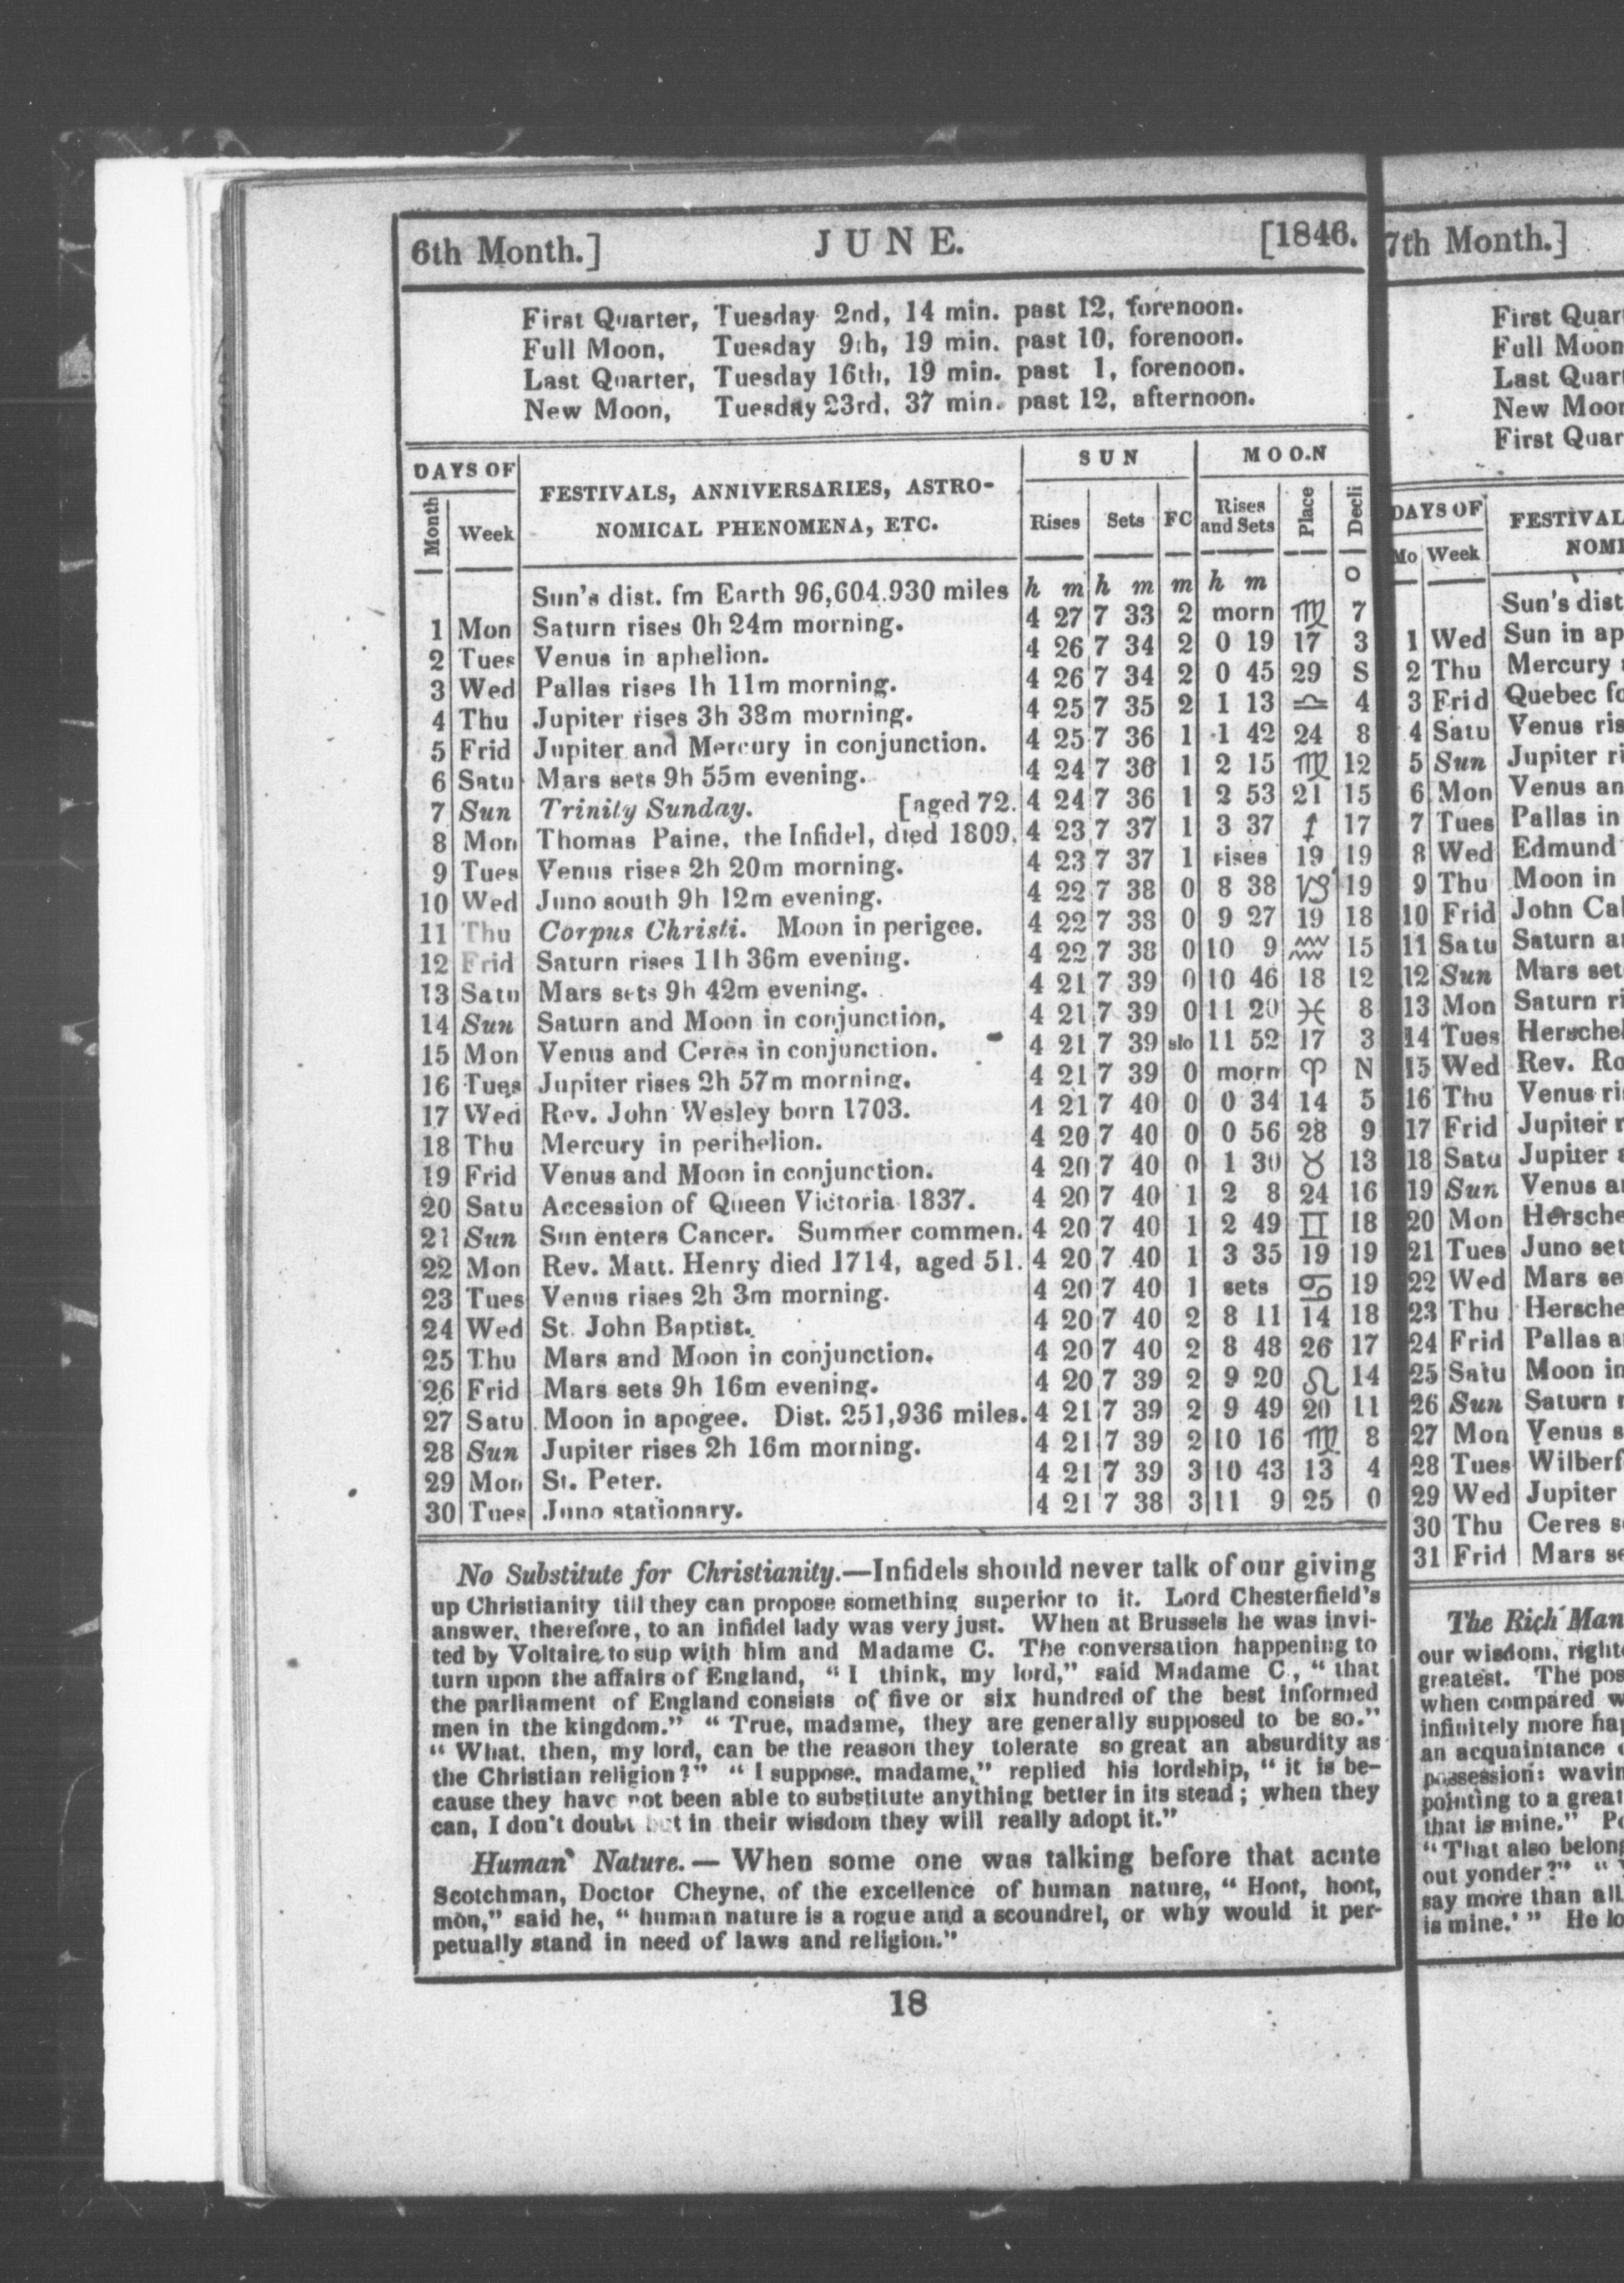 6th Month.] JUNE. [1846.
First Quarter, Tuesday 2nd, 14 min. past 12, forenoon.
Full Moon, Tuesday 9th, 19 min. past 10, forenoon.
Last Quarter, Tuesday 16th, 19 min. past 1, forenoon.
New Moon, Tuesday 23rd, 37 min. past 12, afternoon.
DAYS OF SUN MOON
FESTIVALS, ANNIVERSARIES, ASTRO-
NOMICAL PHENOMENA, ETC.
Month Week Rises Sets FC Rises and Sets Place Decli
Sun's dist. fm Earth 96,604.930 miles h m h m m h m O
1 Mon Saturn rises 0h 24m morning. 4 27 7 33 2 morn ♍ 7
2 Tues Venus in aphelion. 4 26 7 34 2 0 19 17 3
3 Wed Pallas rises 1h 11m morning. 4 26 7 34 2 0 45 29 S
4 Thu Jupiter rises 3h 38m morning. 4 25 7 35 2 1 13 ♎ 4
5 Frid Jupiter and Mercury in conjunction. 4 25 7 36 1 1 42 24 8
6 Satu Mars sets 9h 55m evening. 4 24 7 36 1 2 15 ♏ 12
7 Sun Trinity Sunday. [aged 72. 4 24 7 36 1 2 53 21 15
8 Mon Thomas Paine, the Infidel, died 1809, 4 23 7 37 1 3 37 ♐ 17
9 Tues Venus rises 2h 20m morning. 4 23 7 37 1 rises 19 19
10 Wed Juno south 9h 12m evening. 4 22 7 38 0 8 38 ♑ 19
11 Thu Corpus Christi. Moon in perigee. 4 22 7 38 0 9 27 19 18
12 Frid Saturn rises 11h 36m evening. 4 22 7 38 0 10 9 ♒ 15
13 Satu Mars sets 9h 42m evening. 4 21 7 39 0 10 46 18 12
14 Sun Saturn and Moon in conjunction, 4 21 7 39 0 11 20 ♓ 8
15 Mon Venus and Ceres in conjunction. 4 21 7 39 slo 11 52 17 3
16 Tues Jupiter rises 2h 57m morning. 4 21 7 39 0 morn ♈ N
17 Wed Rev. John Wesley born 1703. 4 21 7 40 0 0 34 14 5
18 Thu Mercury in perihelion. 4 20 7 40 0 0 56 28 9
19 Frid Venus and Moon in conjunction. 4 20 7 40 0 1 30 ♉ 13
20 Satu Accession of Queen Victoria 1837. 4 20 7 40 1 2 8 24 16
21 Sun Sun enters Cancer. Summer commen. 4 20 7 40 1 2 49 ♊ 18
22 Mon Rev. Matt. Henry died 1714, aged 51. 4 20 7 40 1 3 35 19 19
23 Tues Venus rises 2h 3m morning. 4 20 7 40 1 sets ♋ 19
24 Wed St. John Baptist. 4 20 7 40 2 8 11 14 18
25 Thu Mars and Moon in conjunction. 4 20 7 40 2 8 48 26 17
26 Frid Mars sets 9h 16m evening. 4 20 7 39 2 9 20 ♌ 14
27 Satu Moon in apogee. Dist. 251,936 miles. 4 21 7 39 2 9 49 20 11
28 Sun Jupiter rises 2h 16m morning. 4 21 7 39 2 10 16 ♍ 8
29 Mon St. Peter. 4 21 7 39 3 10 43 13 4
30 Tues Juno stationary. 4 21 7 38 3 11 9 25 0
No Substitute for Christianity.—Infidels should never talk of our giving
up Christianity till they can propose something superior to it. Lord Chesterfield's
answer, therefore, to an infidel lady was very just. When at Brussels he was invi-
ted by Voltaire to sup with him and Madame C. The conversation happening to
turn upon the affairs of England, "I think, my lord," said Madame C., "that
the parliament of England consists of five or six hundred of the best informed
men in the kingdom." "True, madame, they are generally supposed to be so."
"What, then, my lord, can be the reason they tolerate so great an absurdity as
the Christian religion?" "I suppose, madame," replied his lordship, "it is be-
cause they have not been able to substitute anything better in its stead; when they
can, I don't doubt but in their wisdom they will really adopt it."
Human Nature.—When some one was talking before that acute
Scotchman, Doctor Cheyne, of the excellence of human nature, "Hoot, hoot,
mon," said he, "human nature is a rogue and a scoundrel, or why would it per-
petually stand in need of laws and religion."
18
7th Month.]
First Quar
Full Moon
Last Quar
New Moo
First Quar
DAYS OF FESTIVAL
Mo Week NOMI
Sun's dist
1 Wed Sun in ap
2 Thu Mercury
3 Frid Quebec fo
4 Satu Venus ris
5 Sun Jupiter ri
6 Mon Venus an
7 Tues Pallas in
8 Wed Edmund
9 Thu Moon in
10 Frid John Cal
11 Satu Saturn a
12 Sun Mars set
13 Mon Saturn ri
14 Tues Herschel
15 Wed Rev. Ro
16 Thu Venus ri
17 Frid Jupiter r
18 Satu Jupiter
19 Sun Venus a
20 Mon Hersche
21 Tues Juno set
22 Wed Mars se
23 Thu Hersche
24 Frid Pallas a
25 Satu Moon in
26 Sun Saturn
27 Mon Venus s
28 Tues Wilberf
29 Wed Jupiter
30 Thu Ceres s
31 Frid Mars se
The Rich Man
our wisdom, right
greatest. The pos
when compared w
infinitely more hap
an acquaintance
possession: wavin
pointing to a great
that is mine." Po
"That also belong
out yonder?" "
say more than all
is mine.'" He lo